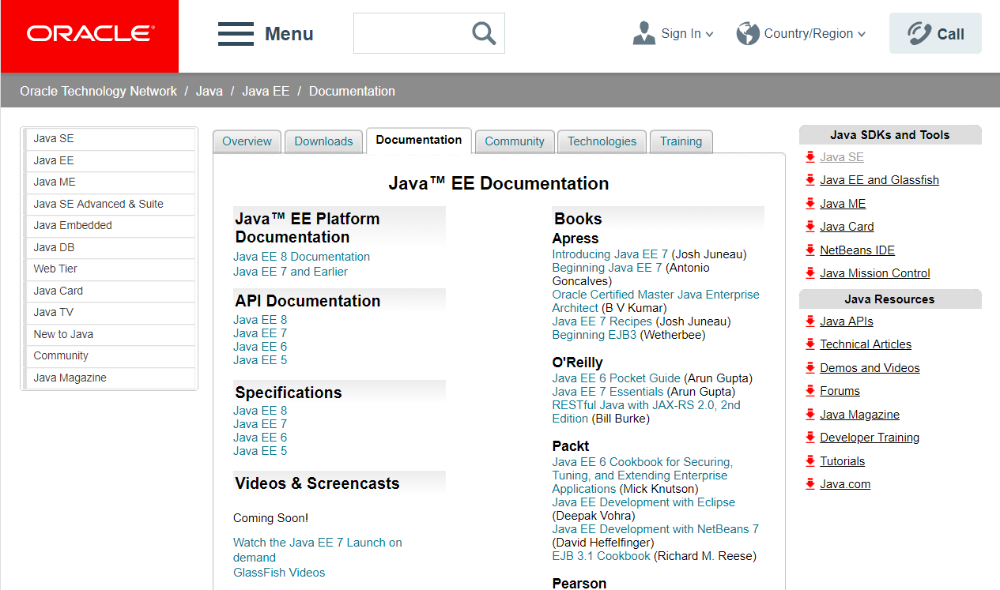 ORACLE®
Menu
Sign In
Country/Region
Call
Oracle Technology Network / Java / Java EE / Documentation
Java SE
Java EE
Java ME
Java SE Advanced & Suite
Java Embedded
Java DB
Web Tier
Java Card
Java TV
New to Java
Community
Java Magazine
Overview
Downloads
Documentation
Community
Technologies
Training
Java™ EE Documentation
Java™ EE Platform
Documentation
Java EE 8 Documentation
Java EE 7 and Earlier
API Documentation
Java EE 8
Java EE 7
Java EE 6
Java EE 5
Specifications
Java EE 8
Java EE 7
Java EE 6
Java EE 5
Videos & Screencasts
Coming Soon!
Watch the Java EE 7 Launch on
demand
GlassFish Videos
Books
Apress
Introducing Java EE 7 (Josh Juneau)
Beginning Java EE 7 (Antonio
Goncalves)
Oracle Certified Master Java Enterprise
Architect (B V Kumar)
Java EE 7 Recipes (Josh Juneau)
Beginning EJB3 (Wetherbee)
O'Reilly
Java EE 6 Pocket Guide (Arun Gupta)
Java EE 7 Essentials (Arun Gupta)
RESTful Java with JAX-RS 2.0, 2nd
Edition (Bill Burke)
Packt
Java EE 6 Cookbook for Securing,
Tuning, and Extending Enterprise
Applications (Mick Knutson)
Java EE Development with Eclipse
(Deepak Vohra)
Java EE Development with NetBeans 7
(David Heffelfinger)
EJB 3.1 Cookbook (Richard M. Reese)
Pearson
Java SDKs and Tools
Java SE
Java EE and Glassfish
Java ME
Java Card
NetBeans IDE
Java Mission Control
Java Resources
Java APIs
Technical Articles
Demos and Videos
Forums
Java Magazine
Developer Training
Tutorials
Java.com